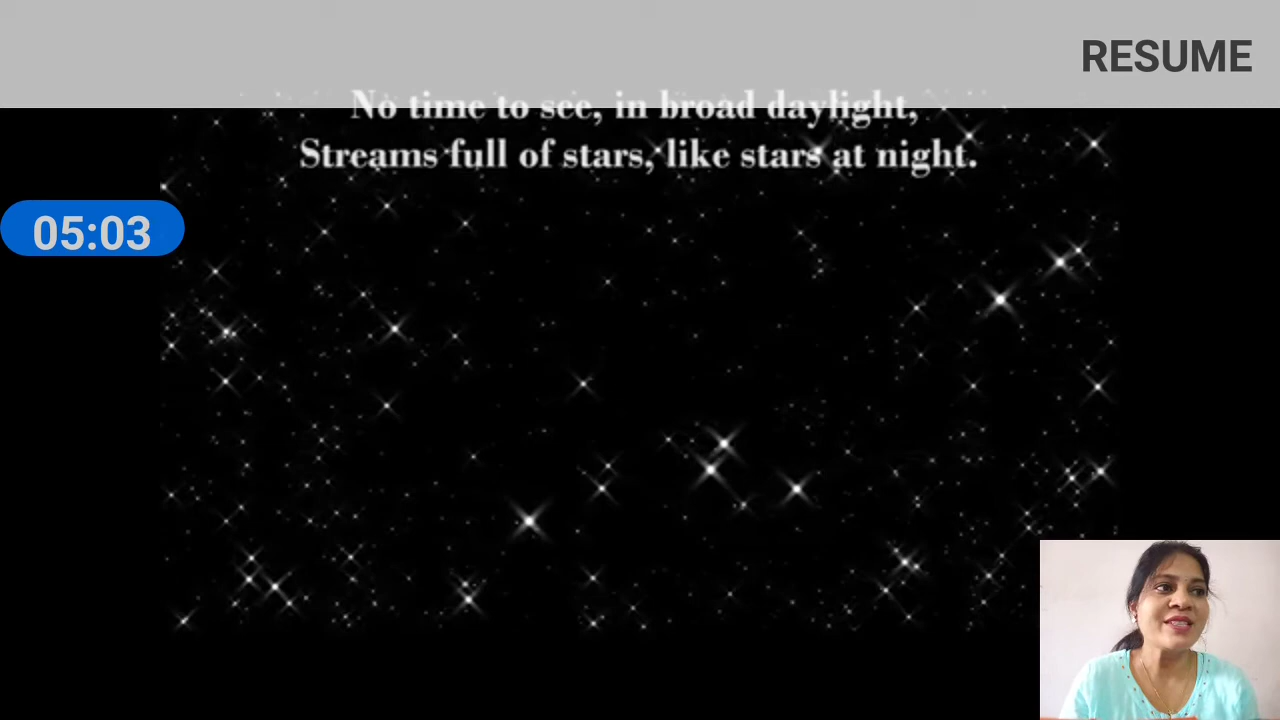 RESUME
No time to see, in broad daylight,
Streams full of stars, like stars at night.
05:03